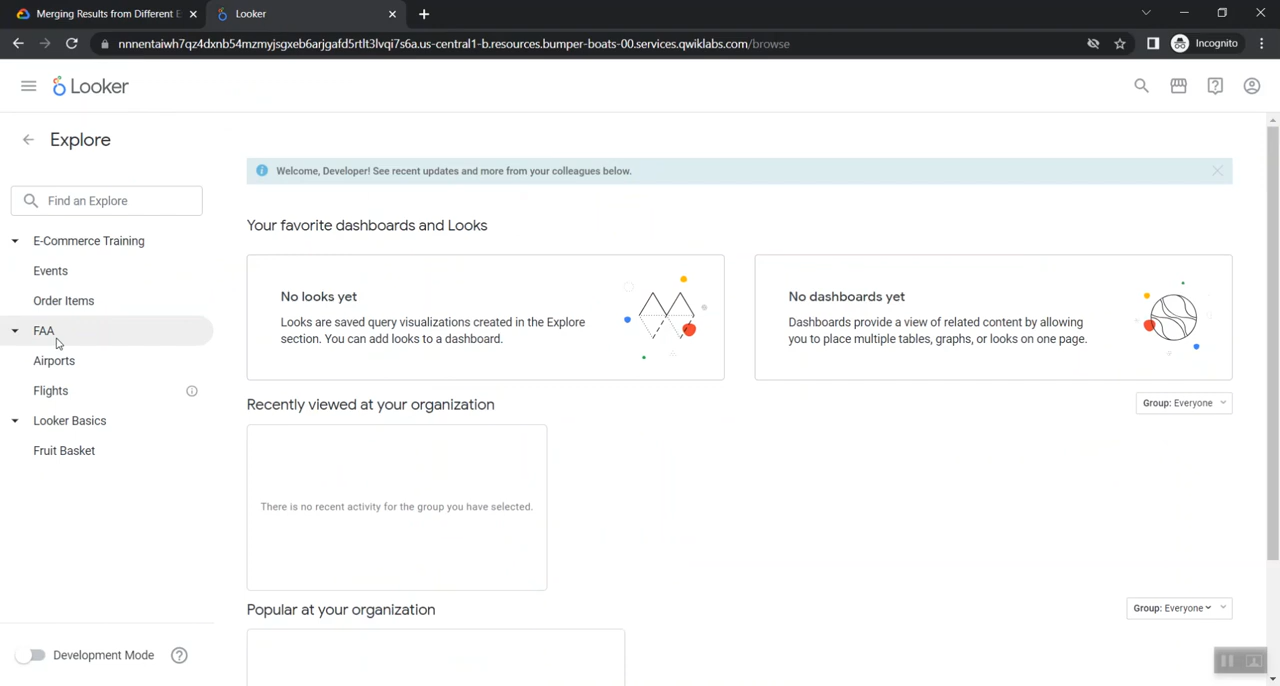 Merging Results from Different E
Looker
nnnentaiwh7qz4dxnb54mzmyjsgxeb6arjgafd5rtlt3lvqi7s6a.us-central1-b.resources.bumper-boats-00.services.qwiklabs.com/browse
Incognito
Looker
Explore
Find an Explore
E-Commerce Training
Events
Order Items
FAA
Airports
Flights
Looker Basics
Fruit Basket
Development Mode
Welcome, Developer! See recent updates and more from your colleagues below.
Your favorite dashboards and Looks
No looks yet
Looks are saved query visualizations created in the Explore
section. You can add looks to a dashboard.
No dashboards yet
Dashboards provide a view of related content by allowing
you to place multiple tables, graphs, or looks on one page.
Recently viewed at your organization
Group: Everyone
There is no recent activity for the group you have selected.
Popular at your organization
Group: Everyone